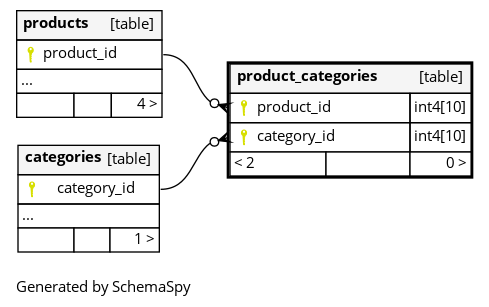 products [table]
product_id
...
4 >
product_categories [table]
product_id int4[10]
category_id int4[10]
< 2 0 >
categories [table]
category_id
...
1 >
Generated by SchemaSpy